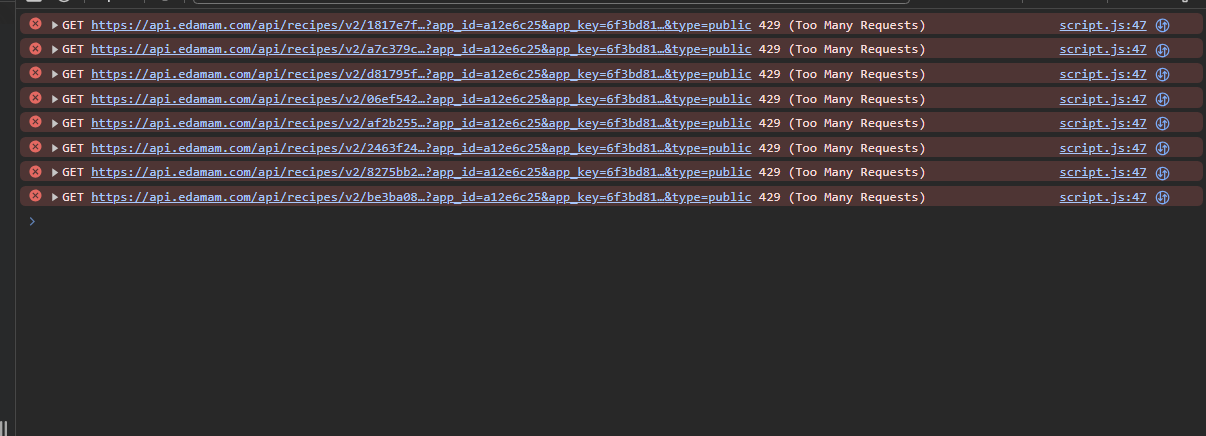 GET https://api.edamam.com/api/recipes/v2/1817e7f…?app_id=a12e6c25&app_key=6f3bd81…&type=public 429 (Too Many Requests) script.js:47
GET https://api.edamam.com/api/recipes/v2/a7c379c…?app_id=a12e6c25&app_key=6f3bd81…&type=public 429 (Too Many Requests) script.js:47
GET https://api.edamam.com/api/recipes/v2/d81795f…?app_id=a12e6c25&app_key=6f3bd81…&type=public 429 (Too Many Requests) script.js:47
GET https://api.edamam.com/api/recipes/v2/06ef542…?app_id=a12e6c25&app_key=6f3bd81…&type=public 429 (Too Many Requests) script.js:47
GET https://api.edamam.com/api/recipes/v2/af2b255…?app_id=a12e6c25&app_key=6f3bd81…&type=public 429 (Too Many Requests) script.js:47
GET https://api.edamam.com/api/recipes/v2/2463f24…?app_id=a12e6c25&app_key=6f3bd81…&type=public 429 (Too Many Requests) script.js:47
GET https://api.edamam.com/api/recipes/v2/8275bb2…?app_id=a12e6c25&app_key=6f3bd81…&type=public 429 (Too Many Requests) script.js:47
GET https://api.edamam.com/api/recipes/v2/be3ba08…?app_id=a12e6c25&app_key=6f3bd81…&type=public 429 (Too Many Requests) script.js:47